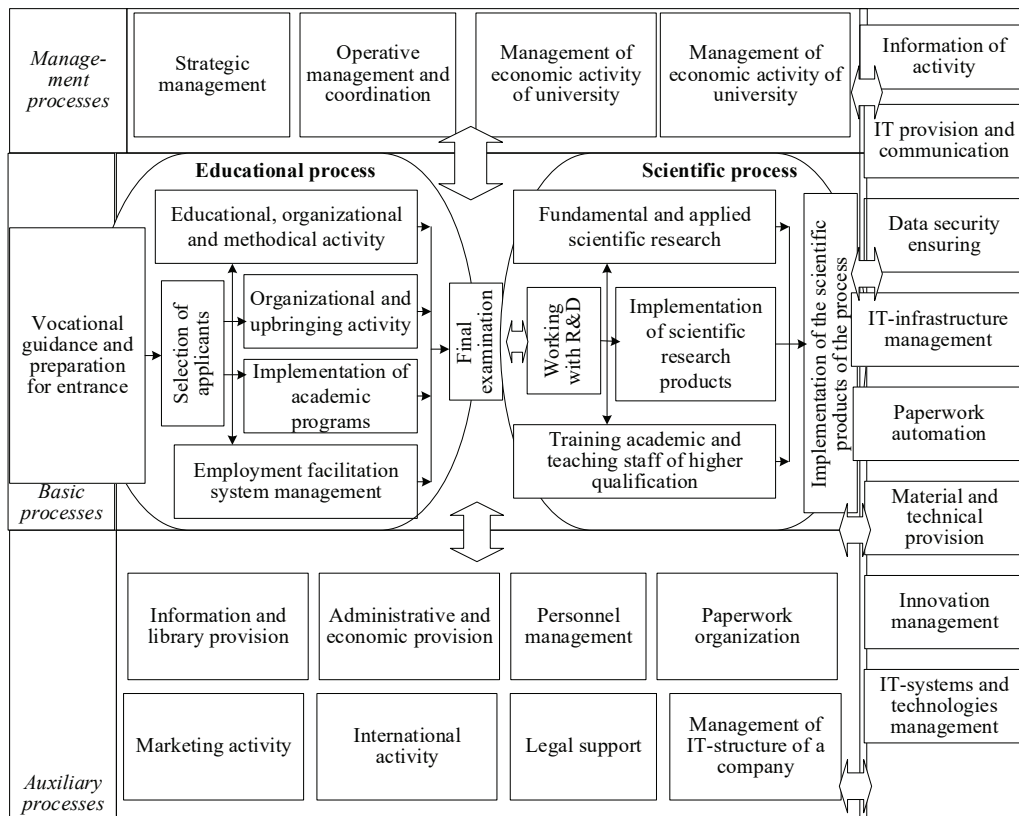 Manage-
ment
processes
Strategic
management
Operative
management and
coordination
Management of
economic activity
of university
Management of
economic activity of
university
Information of
activity
IT provision and
communication
Data security
ensuring
IT-infrastructure
management
Paperwork
automation
Material and
technical
provision
Innovation
management
IT-systems and
technologies
management
Educational process
Scientific process
Vocational
guidance and
preparation
for entrance
Selection of
applicants
Educational, organizational
and methodical activity
Organizational and
upbringing activity
Implementation of
academic
programs
Employment facilitation
system management
Final
examination
Working
with R&D
Fundamental and applied
scientific research
Implementation
of scientific
research
products
Training academic and
teaching staff of higher
qualification
Implementation of the scientific
products of the process
Basic
processes
Information and
library provision
Administrative and
economic provision
Personnel
management
Paperwork
organization
Marketing activity
International
activity
Legal support
Management of
IT-structure of a
company
Auxiliary
processes